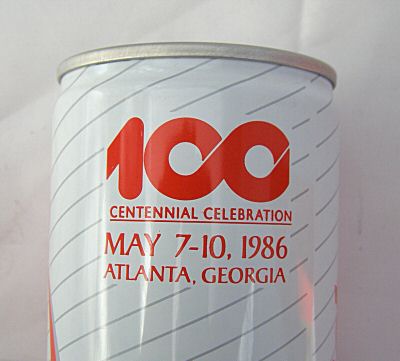 100
CENTENNIAL CELEBRATION
MAY 7-10, 1986
ATLANTA, GEORGIA